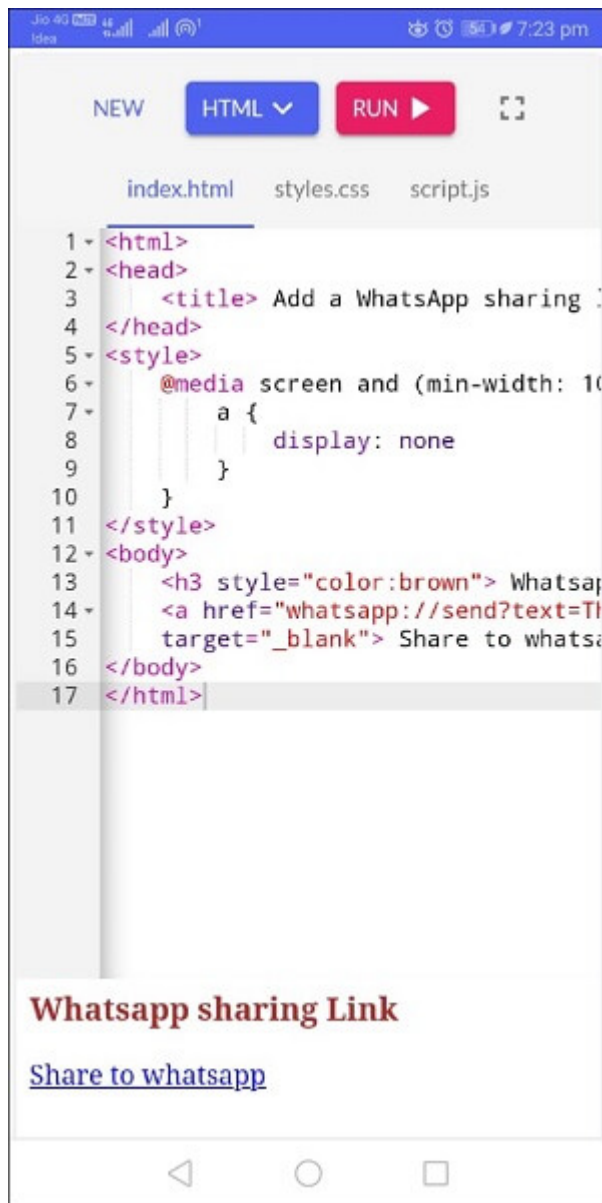 Jio 4G VoLTE 4G
Idea
54 7:23 pm
NEW HTML RUN
index.html styles.css script.js
1 <html>
2 <head>
3 <title> Add a WhatsApp sharing
4 </head>
5 <style>
6 @media screen and (min-width: 10
7 a {
8 display: none
9 }
10 }
11 </style>
12 <body>
13 <h3 style="color:brown"> Whatsap
14 <a href="whatsapp://send?text=Th
15 target="_blank"> Share to whatsa
16 </body>
17 </html>
Whatsapp sharing Link
Share to whatsapp